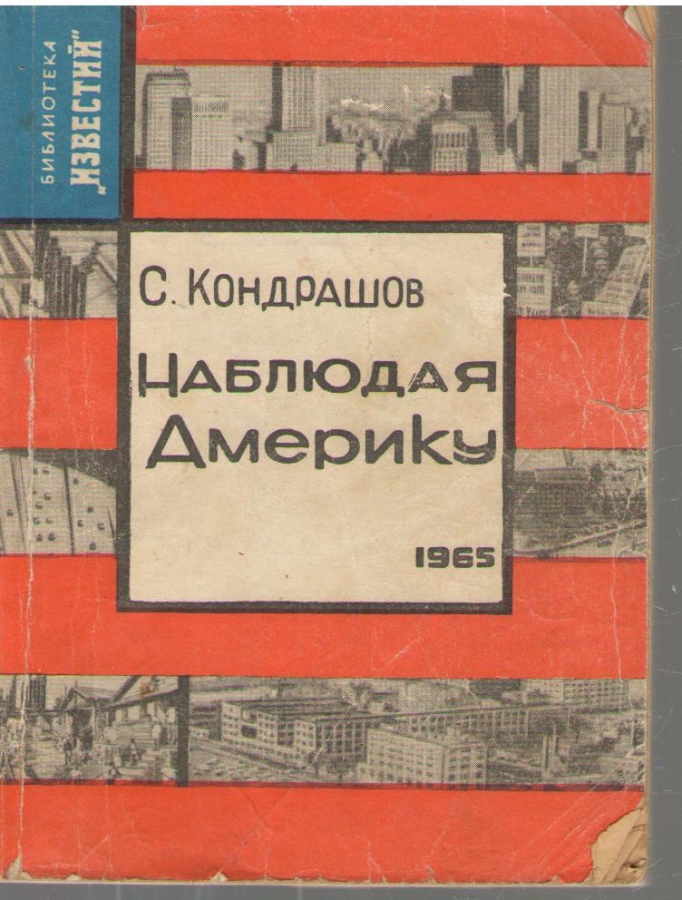 БИБЛИОТЕКА
„ИЗВЕСТИЙ“
С. Кондрашов
Наблюдая
Америку
1965